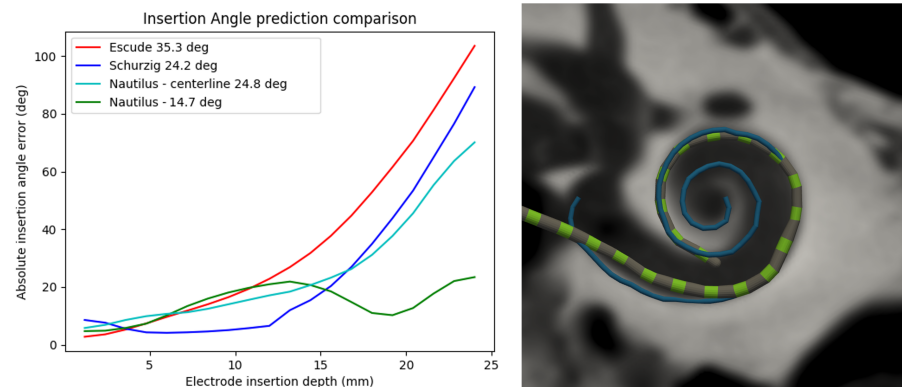 Insertion Angle prediction comparison
Absolute insertion angle error (deg)
100
80
60
40
20
0
Escude 35.3 deg
Schurzig 24.2 deg
Nautilus - centerline 24.8 deg
Nautilus - 14.7 deg
5 10 15 20 25
Electrode insertion depth (mm)